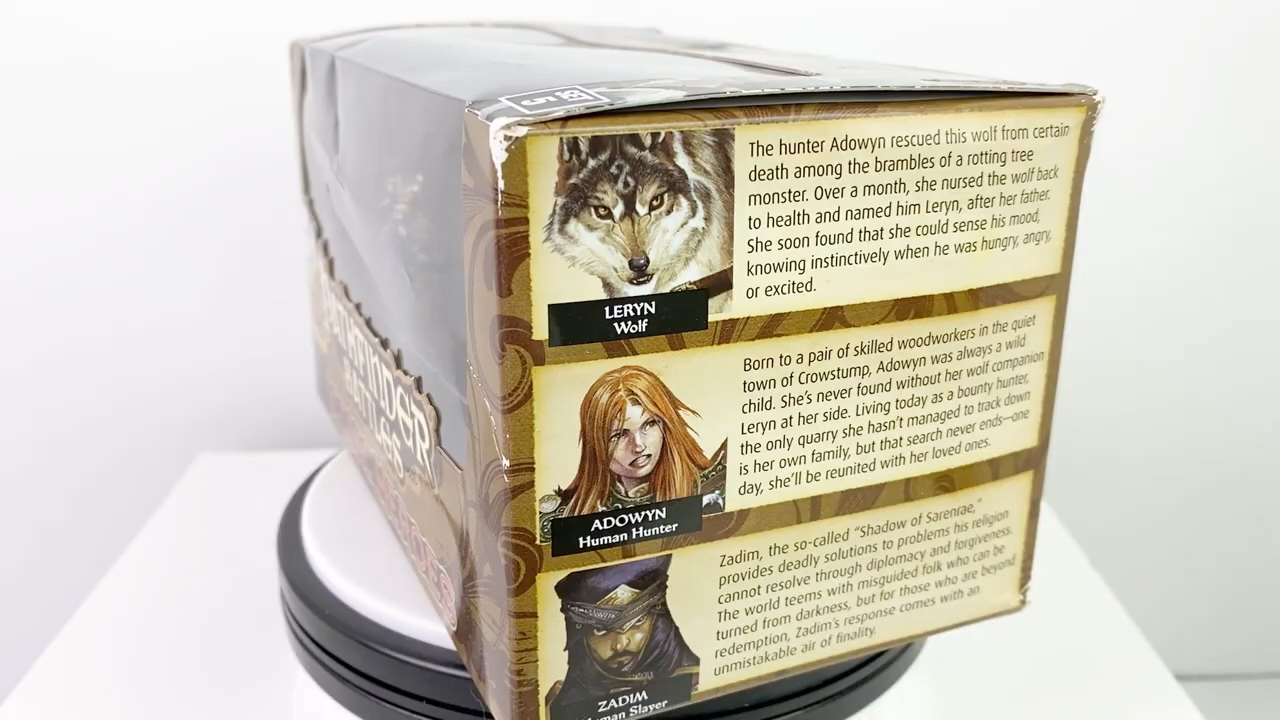 The hunter Adowyn rescued this wolf from certain
death among the brambles of a rotting tree
monster. Over a month, she nursed the wolf back
to health and named him Leryn, after her father.
She soon found that she could sense his mood,
knowing instinctively when he was hungry, angry,
or excited.
LERYN
Wolf
Born to a pair of skilled woodworkers in the quiet
town of Crowstump, Adowyn was always a wild
child. She's never found without her wolf companion
Leryn at her side. Living today as a bounty hunter,
the only quarry she hasn't managed to track down
is her own family, but that search never ends—one
day, she'll be reunited with her loved ones.
ADOWYN
Human Hunter
Zadim, the so-called “Shadow of Sarenrae,”
provides deadly solutions to problems his religion
cannot resolve through diplomacy and forgiveness.
The world teems with misguided folk who can be
turned from darkness, but for those who are beyond
redemption, Zadim's response comes with an
unmistakable air of finality.
ZADIM
Human Slayer
PATHFINDER
BATTLES
HEROES